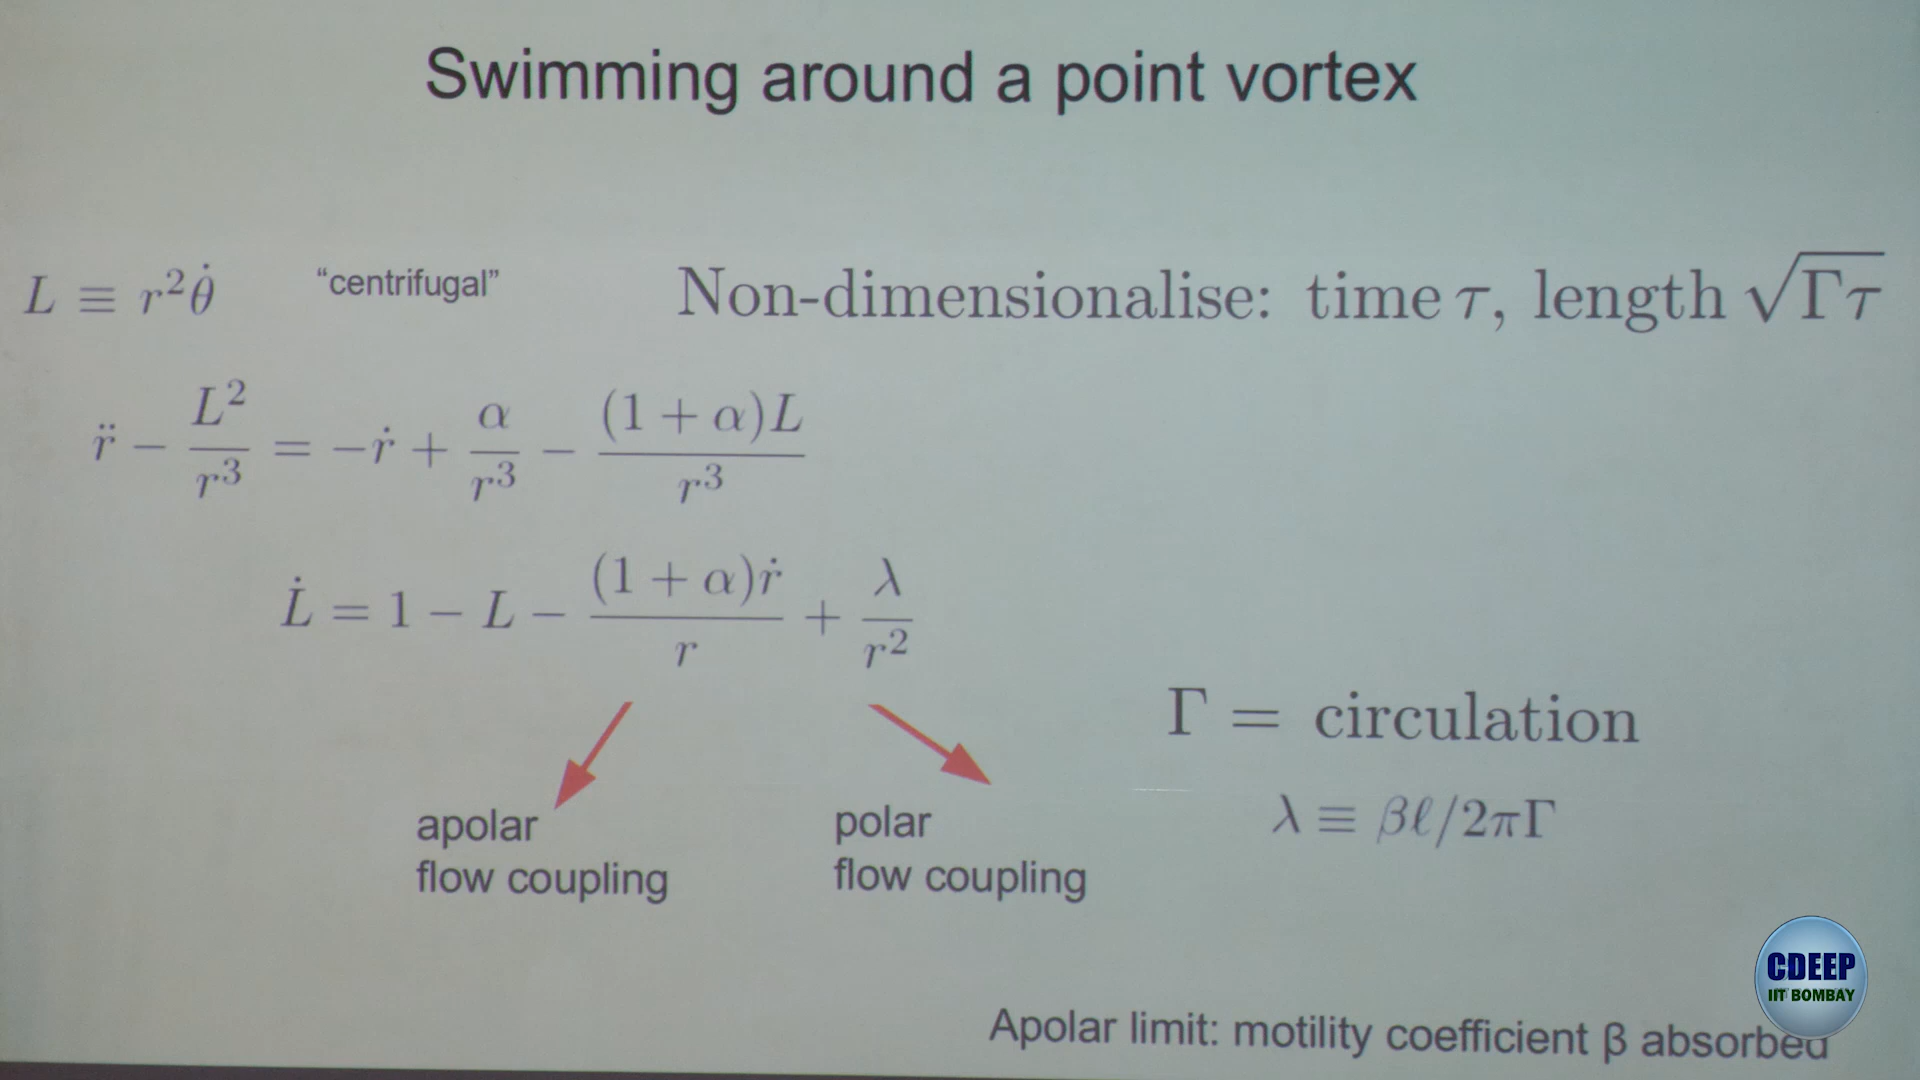 Swimming around a point vortex
L ≡ r²θ̇ “centrifugal” Non-dimensionalise: time τ, length √Γτ
r̈ − L²/r³ = −ṙ + α/r³ − (1 + α)L/r³
L̇ = 1 − L − (1 + α)ṙ/r + λ/r²
Γ = circulation
λ ≡ βℓ/2πΓ
apolar
flow coupling
polar
flow coupling
CDEEP
IIT BOMBAY
Apolar limit: motility coefficient β absorbed